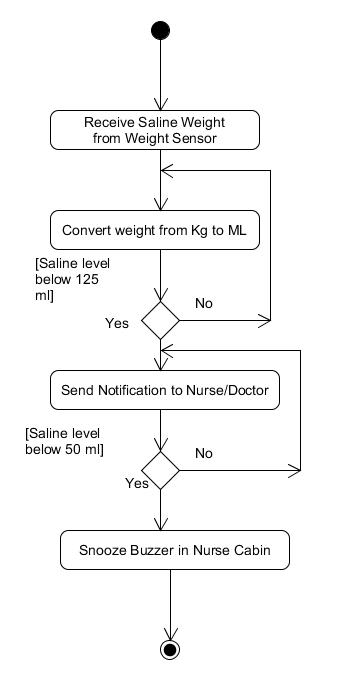 Receive Saline Weight
from Weight Sensor
Convert weight from Kg to ML
[Saline level
below 125
ml]
No
Yes
Send Notification to Nurse/Doctor
[Saline level
below 50 ml]
No
Yes
Snooze Buzzer in Nurse Cabin